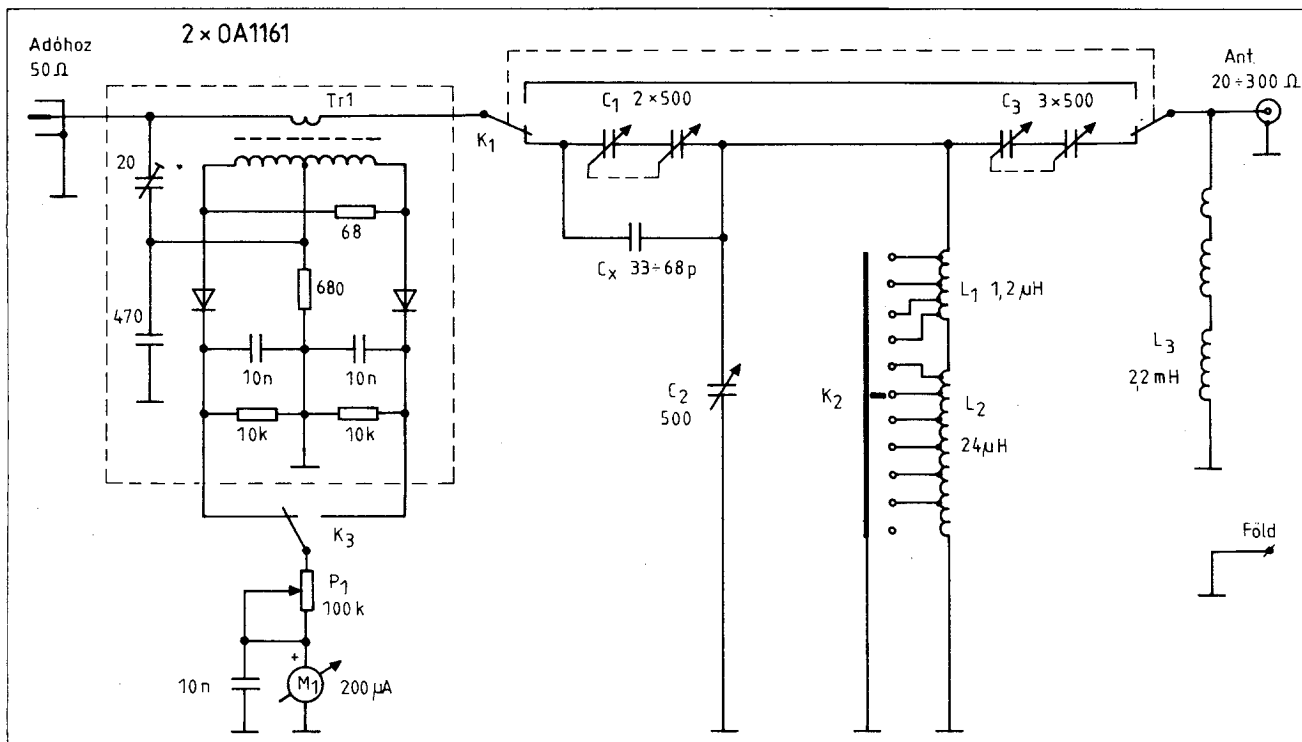 2 × OA1161
Adóhoz
50 Ω
Tr1
20
68
680
470
10n
10n
10k
10k
K3
P1
100 k
10n
+
M1
200 µA
K1
C1 2 × 500
Cx 33÷68 p
C2
500
C3 3 × 500
K2
L1 1,2 µH
L2
24 µH
Ant.
20÷300 Ω
L3
2,2 mH
Föld